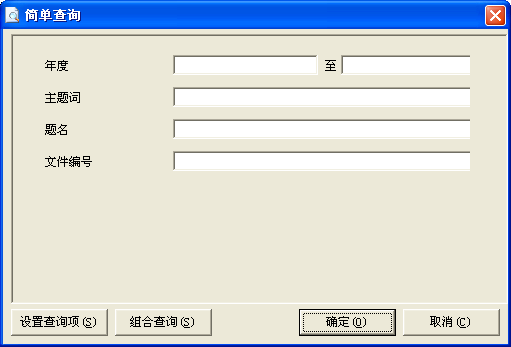 简单查询
年度 至
主题词
题名
文件编号
设置查询项(S) 组合查询(S) 确定(O) 取消(C)